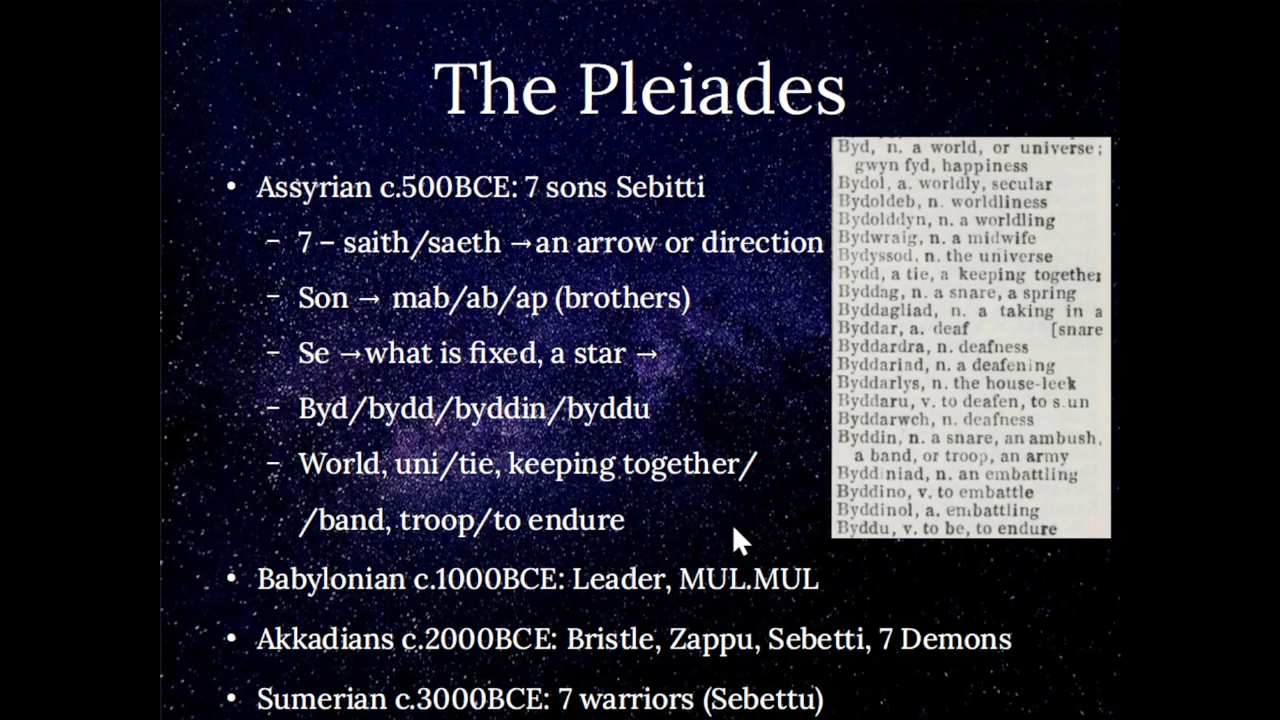 The Pleiades
• Assyrian c.500BCE: 7 sons Sebitti
– 7 – saith/saeth →an arrow or direction
– Son → mab/ab/ap (brothers)
– Se →what is fixed, a star →
– Byd/bydd/byddin/byddu
– World, uni/tie, keeping together/
/band, troop/to endure
• Babylonian c.1000BCE: Leader, MUL.MUL
• Akkadians c.2000BCE: Bristle, Zappu, Sebetti, 7 Demons
• Sumerian c.3000BCE: 7 warriors (Sebettu)
Byd, n. a world, or universe;
gwyn fyd, happiness
Bydol, a. worldly, secular
Bydoldeb, n. worldliness
Bydolddyn, n. a worldling
Bydwraig, n. a midwife
Bydyssod, n. the universe
Bydd, a tie, a keeping together
Byddag, n. a snare, a spring
Byddagliad, n. a taking in a
Byddar, a. deaf [snare
Byddardra, n. deafness
Byddariad, n. a deafening
Byddarlys, n. the house-leek
Byddaru, v. to deafen, to
Byddarwch, n. deafness
Byddin, n. a snare, an ambush,
a band, or troop, an army
Byddiniad, n. an embattling
Byddino, v. to embattle
Byddinol, a. embattling
Byddu, v. to be, to endure